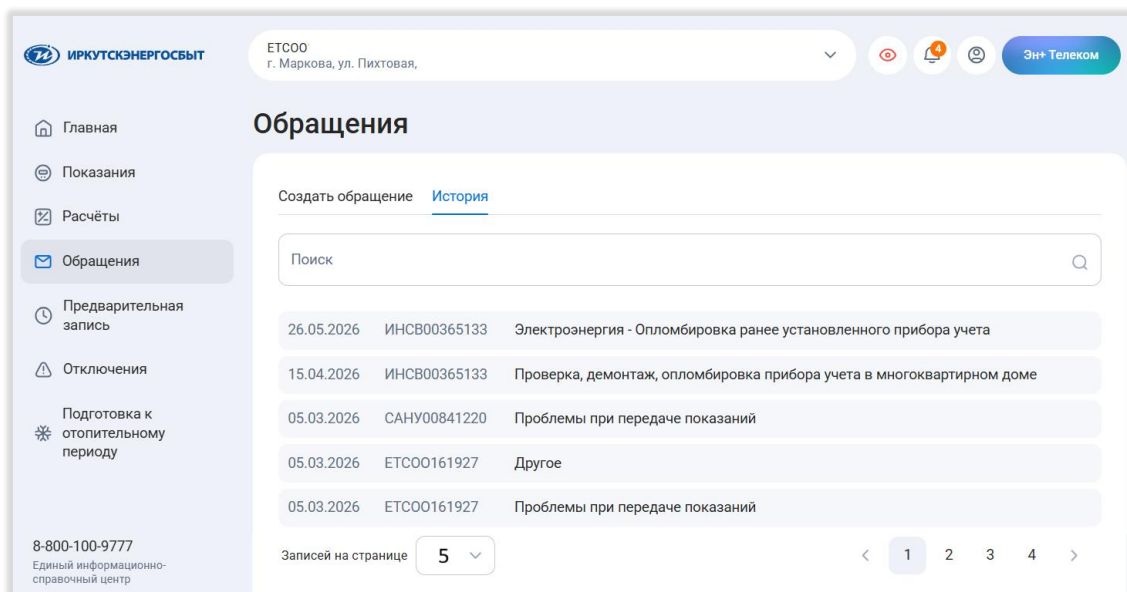 ИРКУТСКЭНЕРГОСБЫТ
ЕТСОО
г. Маркова, ул. Пихтовая,
4
Эн+ Телеком
Главная
Показания
Расчёты
Обращения
Предварительная
запись
Отключения
Подготовка к
отопительному
периоду
8-800-100-9777
Единый информационно-
справочный центр
Обращения
Создать обращение История
Поиск
26.05.2026 ИНСВ00365133 Электроэнергия - Опломбировка ранее установленного прибора учета
15.04.2026 ИНСВ00365133 Проверка, демонтаж, опломбировка прибора учета в многоквартирном доме
05.03.2026 САНУ00841220 Проблемы при передаче показаний
05.03.2026 ЕТСОО161927 Другое
05.03.2026 ЕТСОО161927 Проблемы при передаче показаний
Записей на странице 5 < 1 2 3 4 >